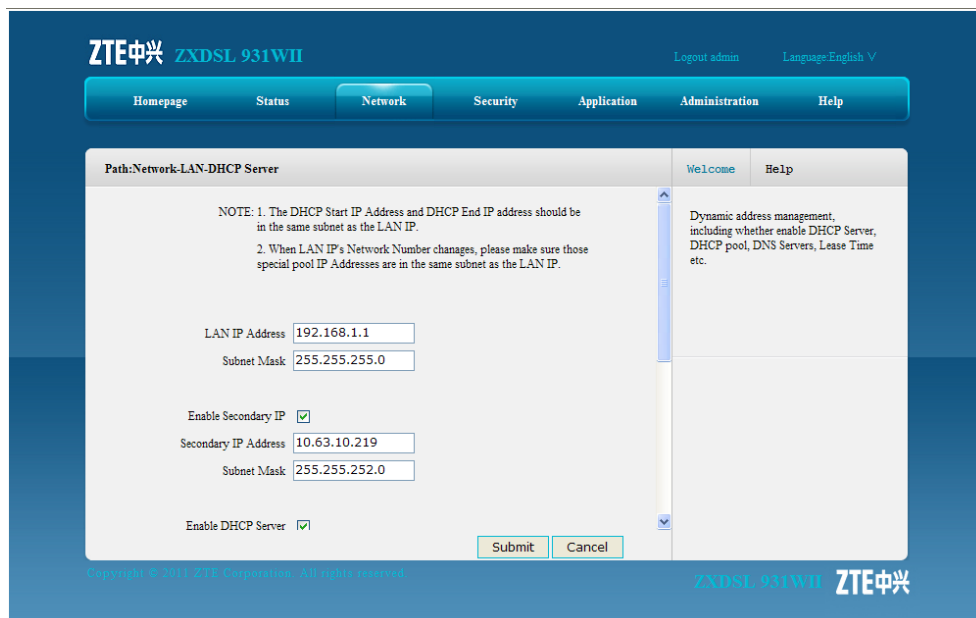 ZTE中兴 ZXDSL 931WII
Logout admin Language:English V
Homepage Status Network Security Application Administration Help
Path:Network-LAN-DHCP Server
Welcome Help
NOTE: 1. The DHCP Start IP Address and DHCP End IP address should be
in the same subnet as the LAN IP.
2. When LAN IP's Network Number chanages, please make sure those
special pool IP Addresses are in the same subnet as the LAN IP.
LAN IP Address 192.168.1.1
Subnet Mask 255.255.255.0
Enable Secondary IP
Secondary IP Address 10.63.10.219
Subnet Mask 255.255.252.0
Enable DHCP Server
Submit Cancel
Dynamic address management,
including whether enable DHCP Server,
DHCP pool, DNS Servers, Lease Time
etc.
Copyright © 2011 ZTE Corporation. All rights reserved.
ZXDSL 931WII ZTE中兴